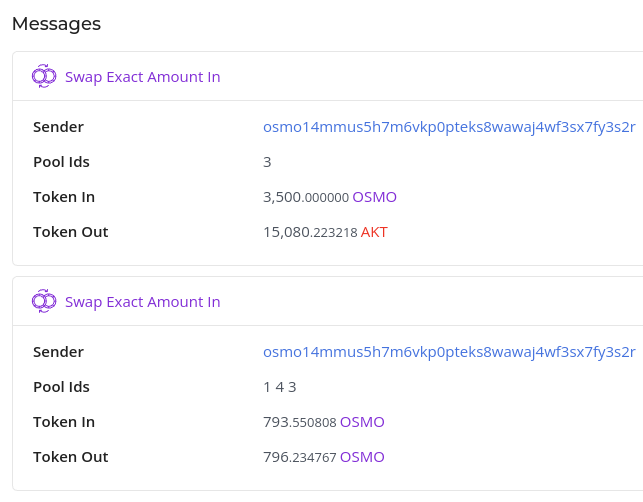 Messages
Swap Exact Amount In
Sender osmo14mmus5h7m6vkp0pteks8wawaj4wf3sx7fy3s2r
Pool Ids 3
Token In 3,500.000000 OSMO
Token Out 15,080.223218 AKT
Swap Exact Amount In
Sender osmo14mmus5h7m6vkp0pteks8wawaj4wf3sx7fy3s2r
Pool Ids 1 4 3
Token In 793.550808 OSMO
Token Out 796.234767 OSMO